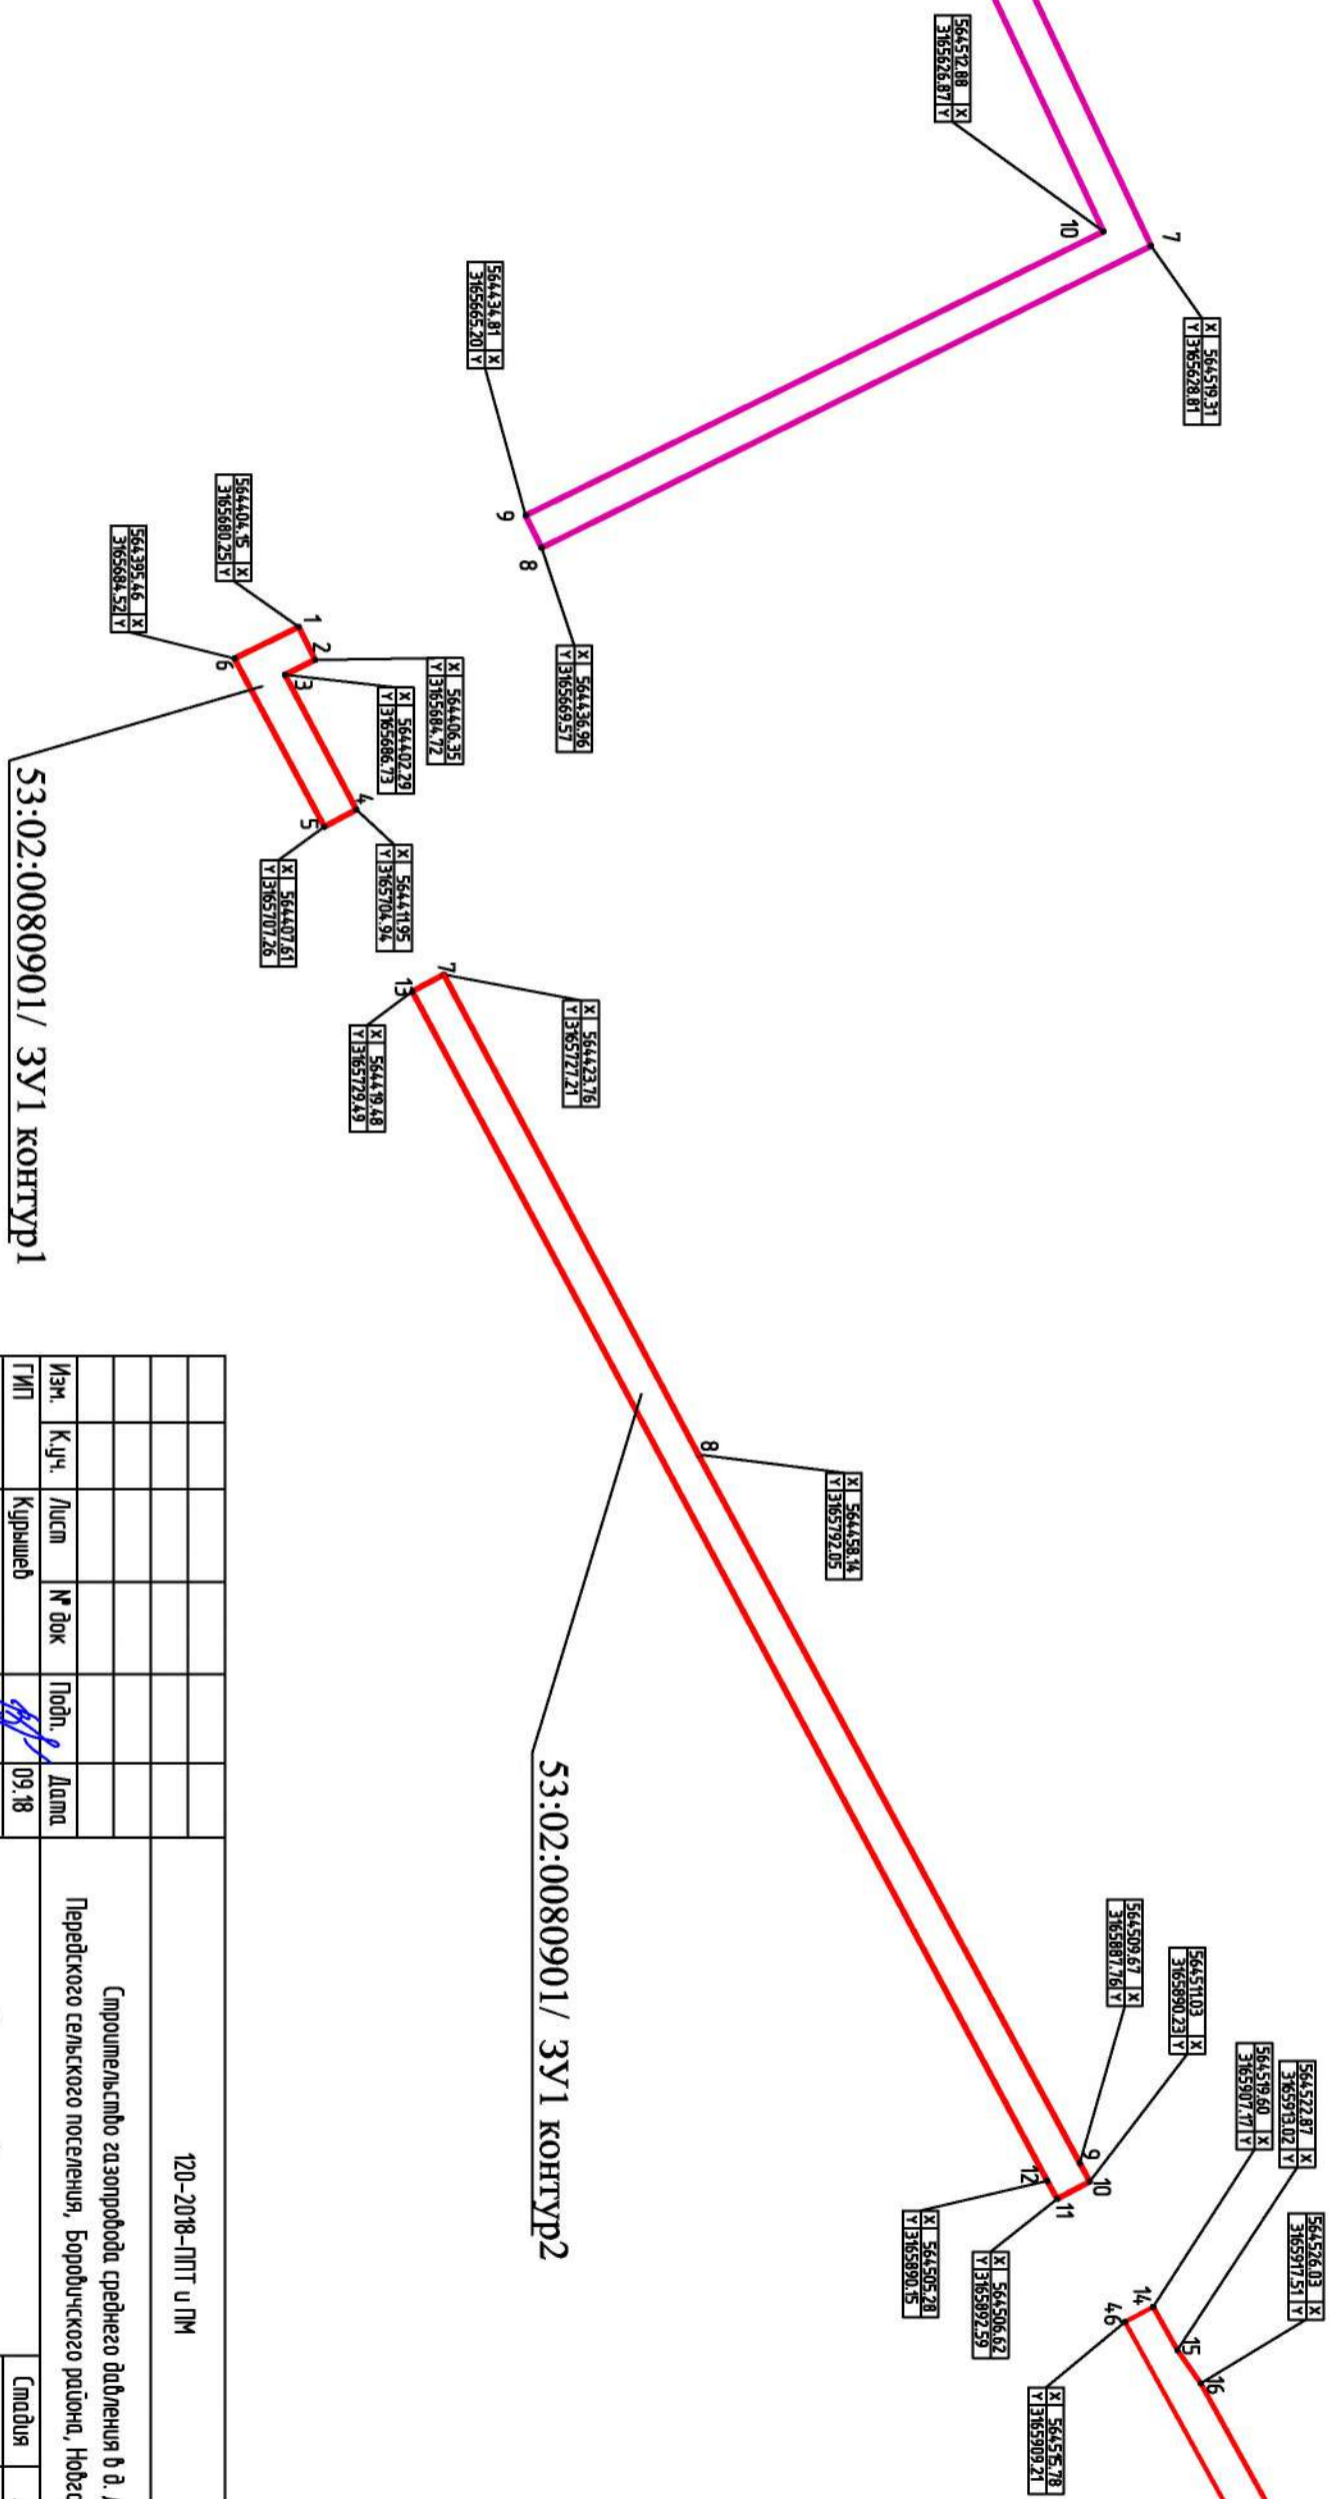 564512.88 X
3165626.87 Y
10
7
X 564519.31
Y 3165628.81
564434.81 X
3165665.20 Y
9
8
X 564436.96
Y 3165669.57
564404.15 X
3165680.25 Y
564395.46 X
3165684.52 Y
1
2
3
4
5
6
X 564406.35
Y 3165684.72
X 564402.29
Y 3165686.73
X 564411.95
Y 3165704.94
X 564407.61
Y 3165707.26
53:02:0080901/ ЗУ1 контур1
7
13
X 564423.76
Y 3165727.21
X 564419.48
Y 3165729.49
8
X 564458.14
Y 3165792.05
53:02:0080901/ ЗУ1 контур2
564509.67 X
3165887.76 Y
564511.03 X
3165890.23 Y
9
10
11
12
X 564505.28
Y 3165890.15
X 564506.62
Y 3165892.59
564522.87 X
3165913.02 Y
564519.60 X
3165907.17 Y
564526.03 X
3165917.51 Y
14
15
16
46
X 564515.78
Y 3165909.21
120-2018-ППТ и ПМ
Строительство газопровода среднего давления в д.
Передского сельского поселения, Боровичского района, Новго
Изм. К.уч. Лист № док Подп. Дата
ГИП Курышев 09.18
Стадия